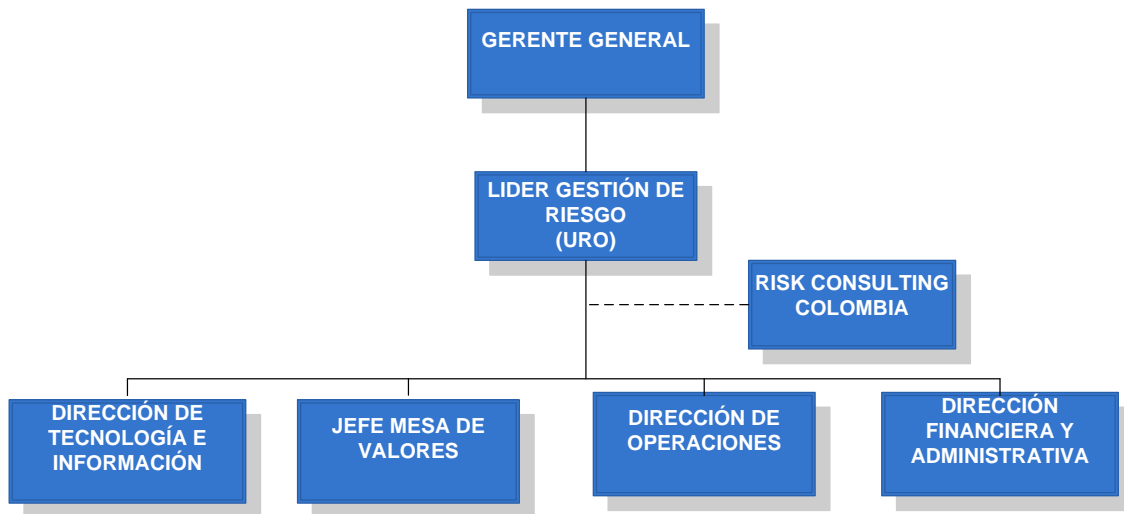 GERENTE GENERAL
LIDER GESTIÓN DE
RIESGO
(URO)
RISK CONSULTING
COLOMBIA
DIRECCIÓN DE
TECNOLOGÍA E
INFORMACIÓN
JEFE MESA DE
VALORES
DIRECCIÓN DE
OPERACIONES
DIRECCIÓN
FINANCIERA Y
ADMINISTRATIVA